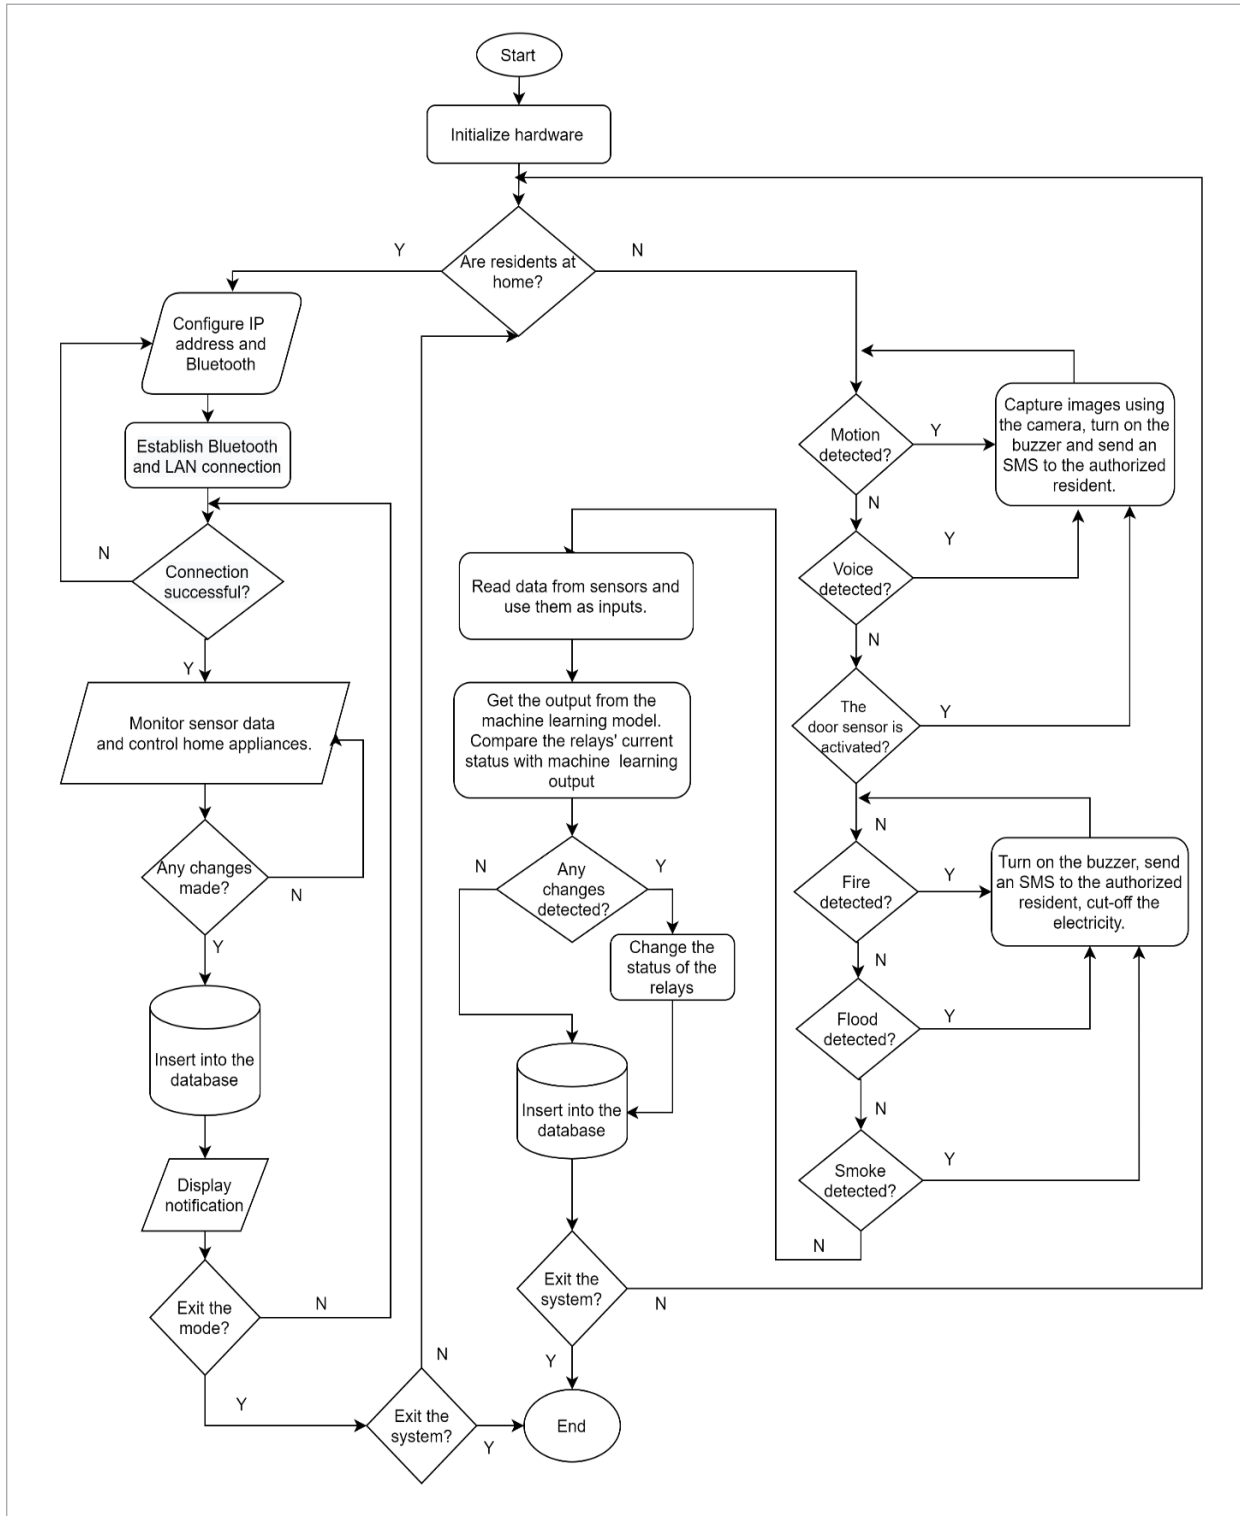 Start
Initialize hardware
Are residents at
home?
Y
N
Configure IP
address and
Bluetooth
Establish Bluetooth
and LAN connection
N
Connection
successful?
Y
Monitor sensor data
and control home appliances.
Any changes
made?
N
Y
Insert into the
database
Display
notification
Exit the
mode?
N
Y
Exit the
system?
N
Y
End
Motion
detected?
Y
Capture images using
the camera, turn on the
buzzer and send an
SMS to the authorized
resident.
N
Voice
detected?
Y
N
The
door sensor is
activated?
Y
N
Fire
detected?
Y
Turn on the buzzer, send
an SMS to the authorized
resident, cut-off the
electricity.
N
Flood
detected?
Y
N
Smoke
detected?
Y
N
Read data from sensors and
use them as inputs.
Get the output from the
machine learning model.
Compare the relays' current
status with machine learning
output
Any
changes
detected?
N
Y
Change the
status of the
relays
Insert into the
database
Exit the
system?
N
Y